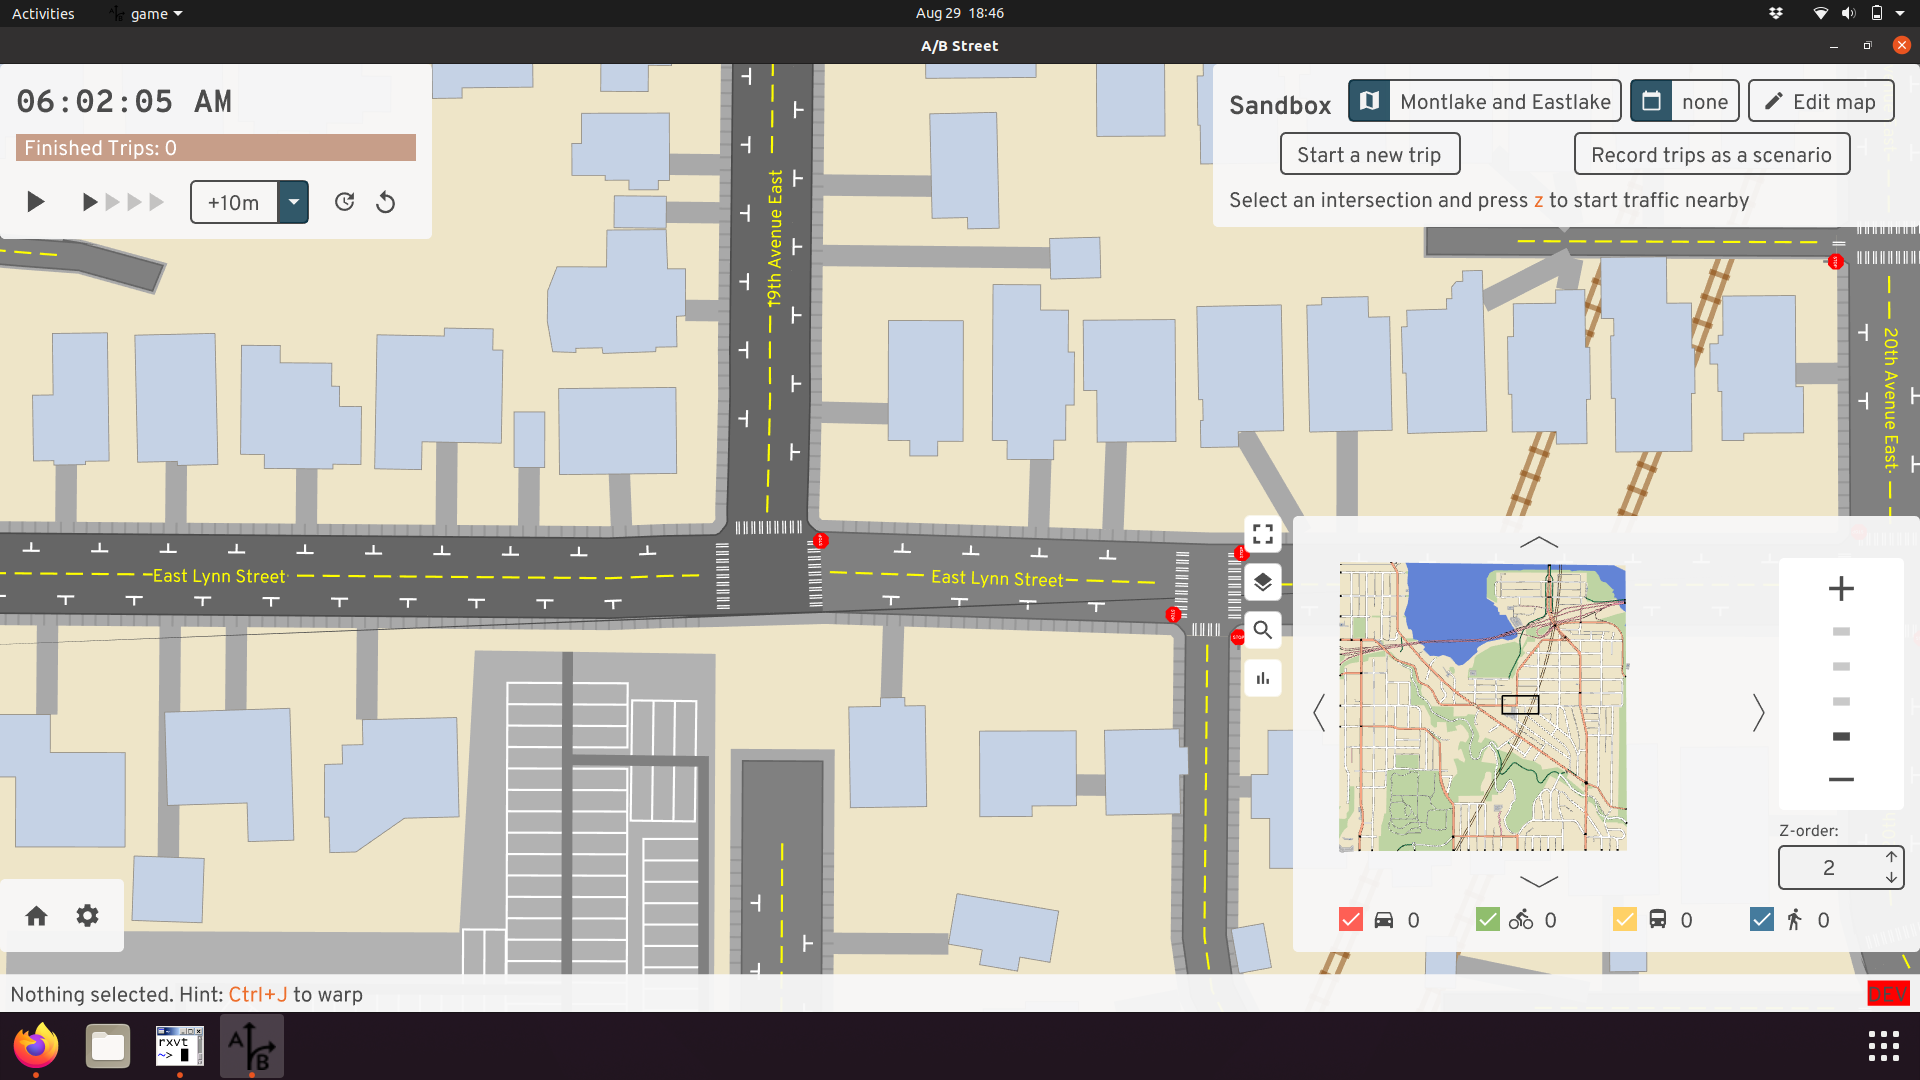 Activities
game
Aug 29 18:46
A/B Street
06:02:05 AM
Finished Trips: 0
+10m
Sandbox
Montlake and Eastlake
none
Edit map
Start a new trip
Record trips as a scenario
Select an intersection and press z to start traffic nearby
19th Avenue East
20th Avenue East
East Lynn Street
East Lynn Street
Z-order:
2
0
0
0
0
Nothing selected. Hint: Ctrl+J to warp
DEV
rxvt
~>
A
B